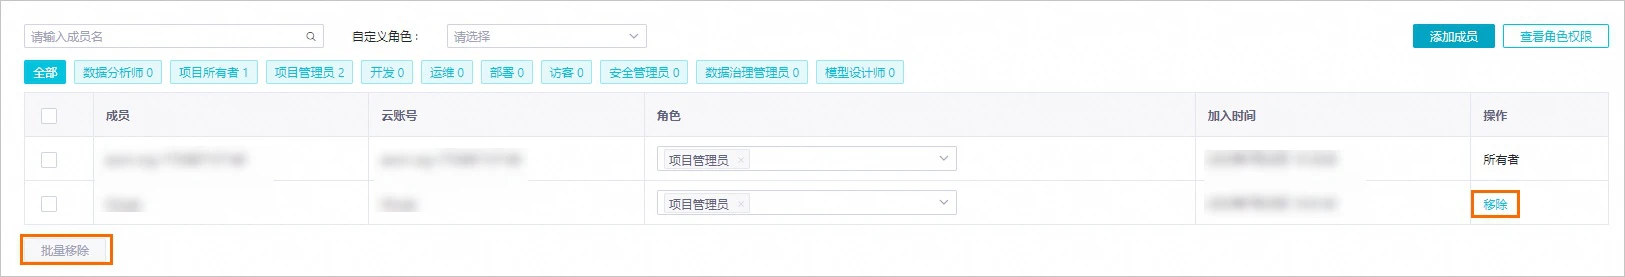 请输入成员名 自定义角色： 请选择 添加成员 查看角色权限
全部 数据分析师 0 项目所有者 1 项目管理员 2 开发 0 运维 0 部署 0 访客 0 安全管理员 0 数据治理管理员 0 模型设计师 0
成员 云账号 角色 加入时间 操作
项目管理员 × 所有者
项目管理员 × 移除
批量移除